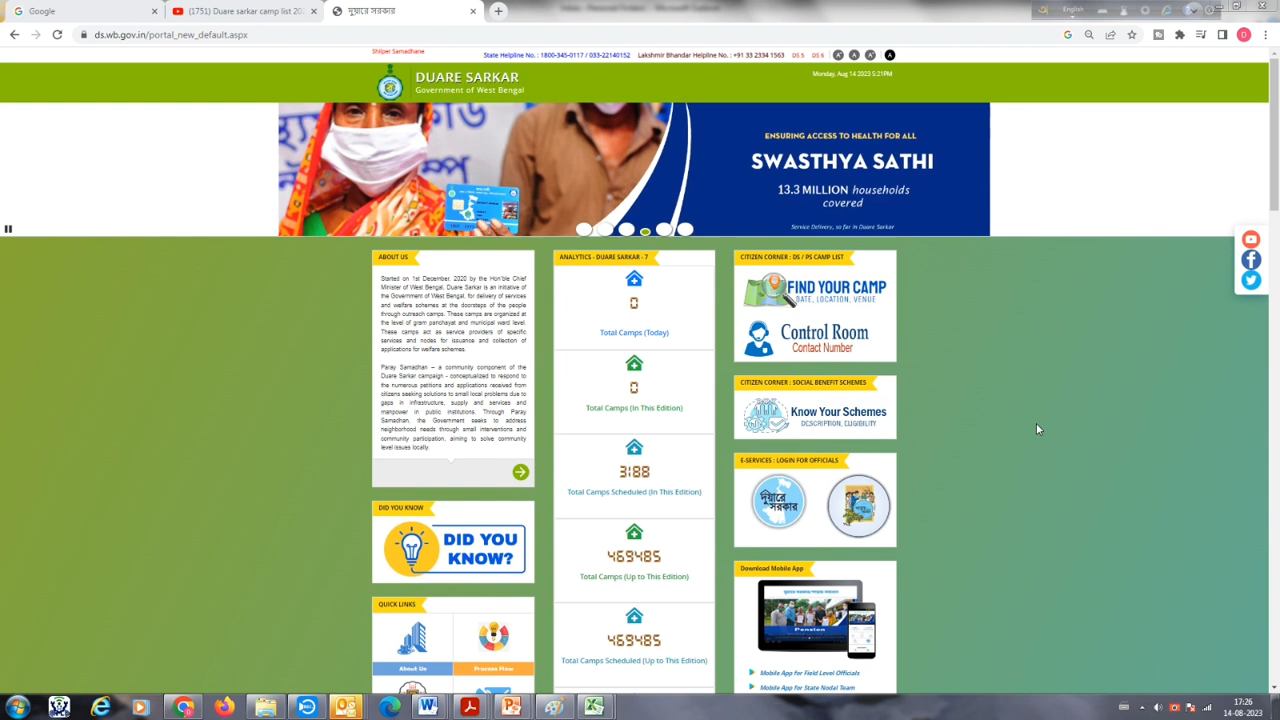 Google
(1751) Duare sarkar camp list 202
দুয়ারে সরকার
English
ds.wb.gov.in/portal_new_default.aspx
D
Shilper Samadhane
State Helpline No. : 1800-345-0117 / 033-22140152
Lakshmir Bhandar Helpline No. : +91 33 2334 1563
DS 5
DS 6
A
A
A
A
DUARE SARKAR
Government of West Bengal
Monday, Aug 14 2023 5:21PM
ENSURING ACCESS TO HEALTH FOR ALL
SWASTHYA SATHI
13.3 MILLION households
covered
Service Delivery, so far in Duare Sarkar
ABOUT US
Started on 1st December, 2020 by the Hon'ble Chief
Minister of West Bengal, Duare Sarkar is an initiative of
the Government of West Bengal, for delivery of services
and welfare schemes at the doorsteps of the people
through outreach camps. These camps are organized at
the level of gram panchayat and municipal ward level.
These camps act as service providers of specific
services and nodes for issuance and collection of
applications for welfare schemes.
Paray Samadhan – a community component of the
Duare Sarkar campaign - conceptualized to respond to
the numerous petitions and applications received from
citizens seeking solutions to small local problems due to
gaps in infrastructure, supply and services and
manpower in public institutions. Through Paray
Samadhan, the Government seeks to address
neighborhood needs through small interventions and
community participation, aiming to solve community
level issues locally.
DID YOU KNOW
DID YOU
KNOW?
QUICK LINKS
About Us
Process Flow
ANALYTICS - DUARE SARKAR - 7
0
Total Camps (Today)
0
Total Camps (In This Edition)
3188
Total Camps Scheduled (In This Edition)
469485
Total Camps (Up to This Edition)
469485
Total Camps Scheduled (Up to This Edition)
CITIZEN CORNER : DS / PS CAMP LIST
FIND YOUR CAMP
DATE, LOCATION, VENUE
Control Room
Contact Number
CITIZEN CORNER : SOCIAL BENEFIT SCHEMES
Know Your Schemes
DESCRIPTION, ELIGIBILITY
E-SERVICES : LOGIN FOR OFFICIALS
দুয়ারে
সরকার
Download Mobile App
Pension
Mobile App for Field Level Officials
Mobile App for State Nodal Team
17:26
14-08-2023